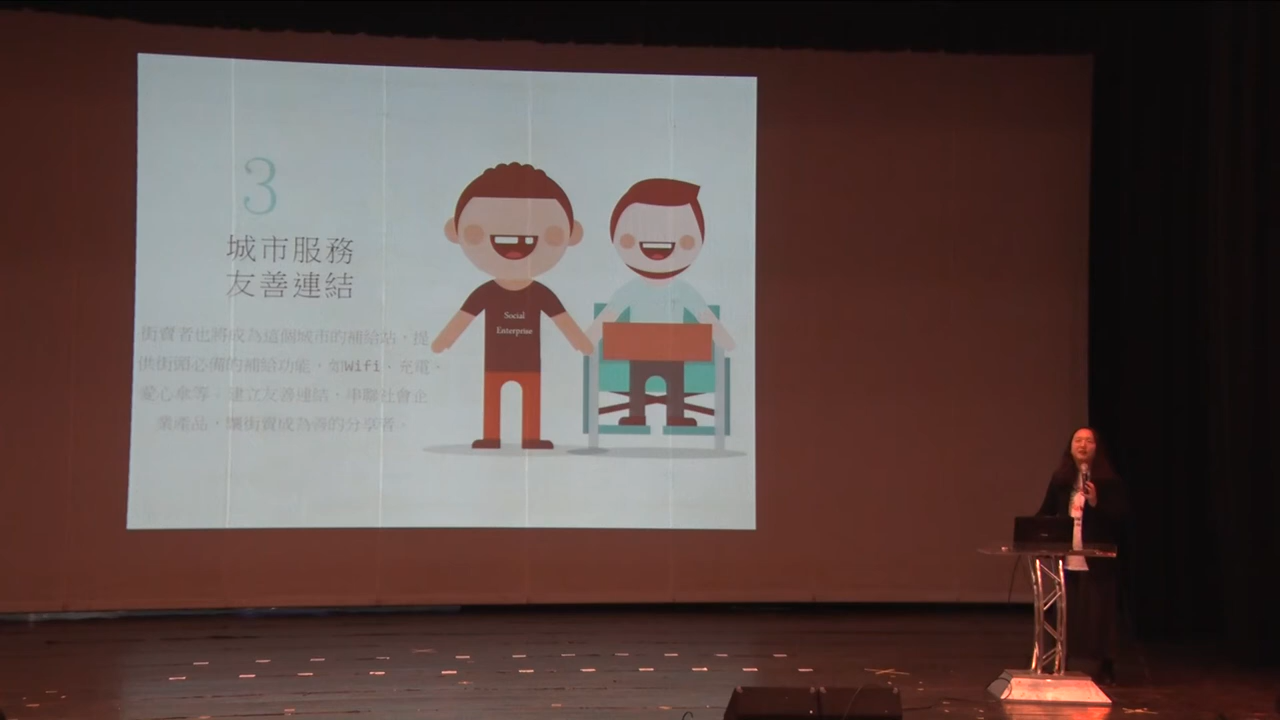 3
城市服務
友善連結
街賣者也將成為這個城市的補給站，提
供街頭必備的補給功能，如Wifi、充電、
愛心傘等；建立友善連結，串聯社會企
業產品，讓街賣成為善的分享者。
Social
Enterprise